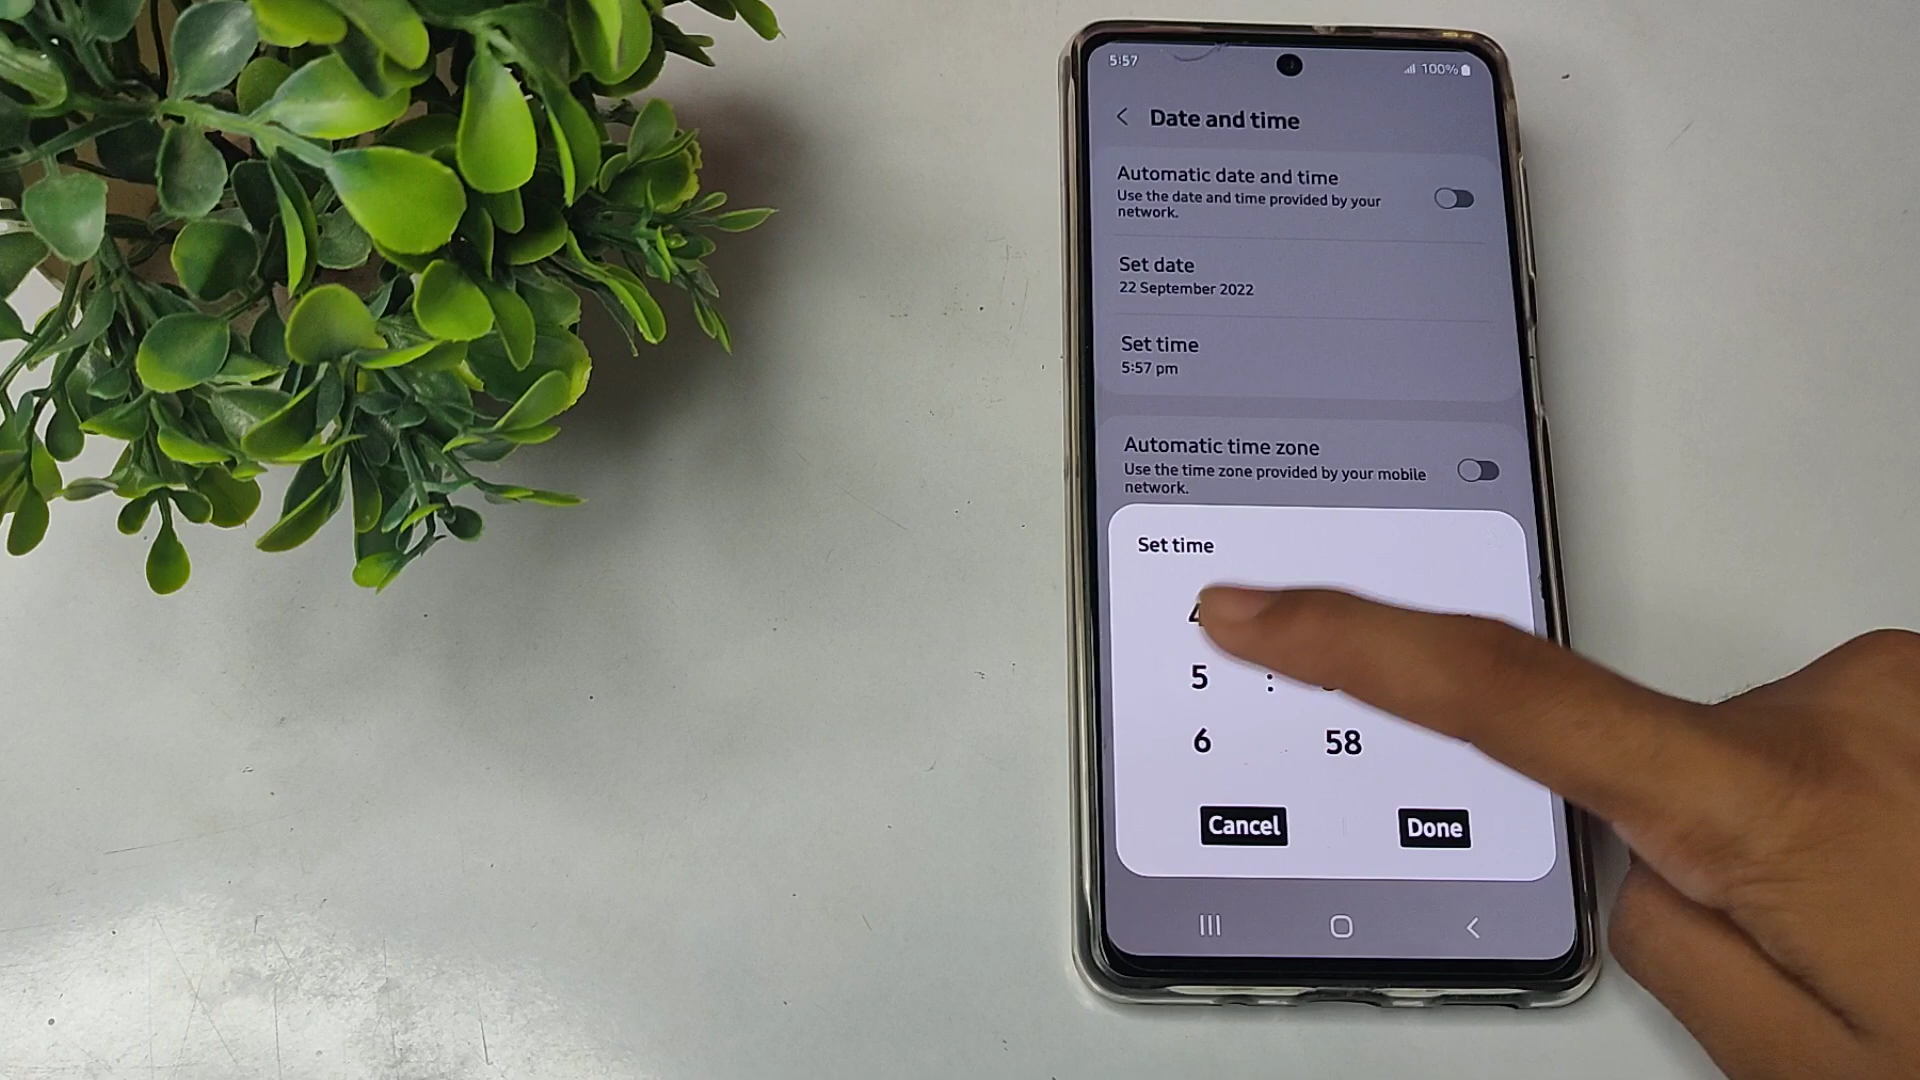 5:57
100%
Date and time
Automatic date and time
Use the date and time provided by your
network.
Set date
22 September 2022
Set time
5:57 pm
Automatic time zone
Use the time zone provided by your mobile
network.
Set time
4
5 :
6 58
Cancel Done